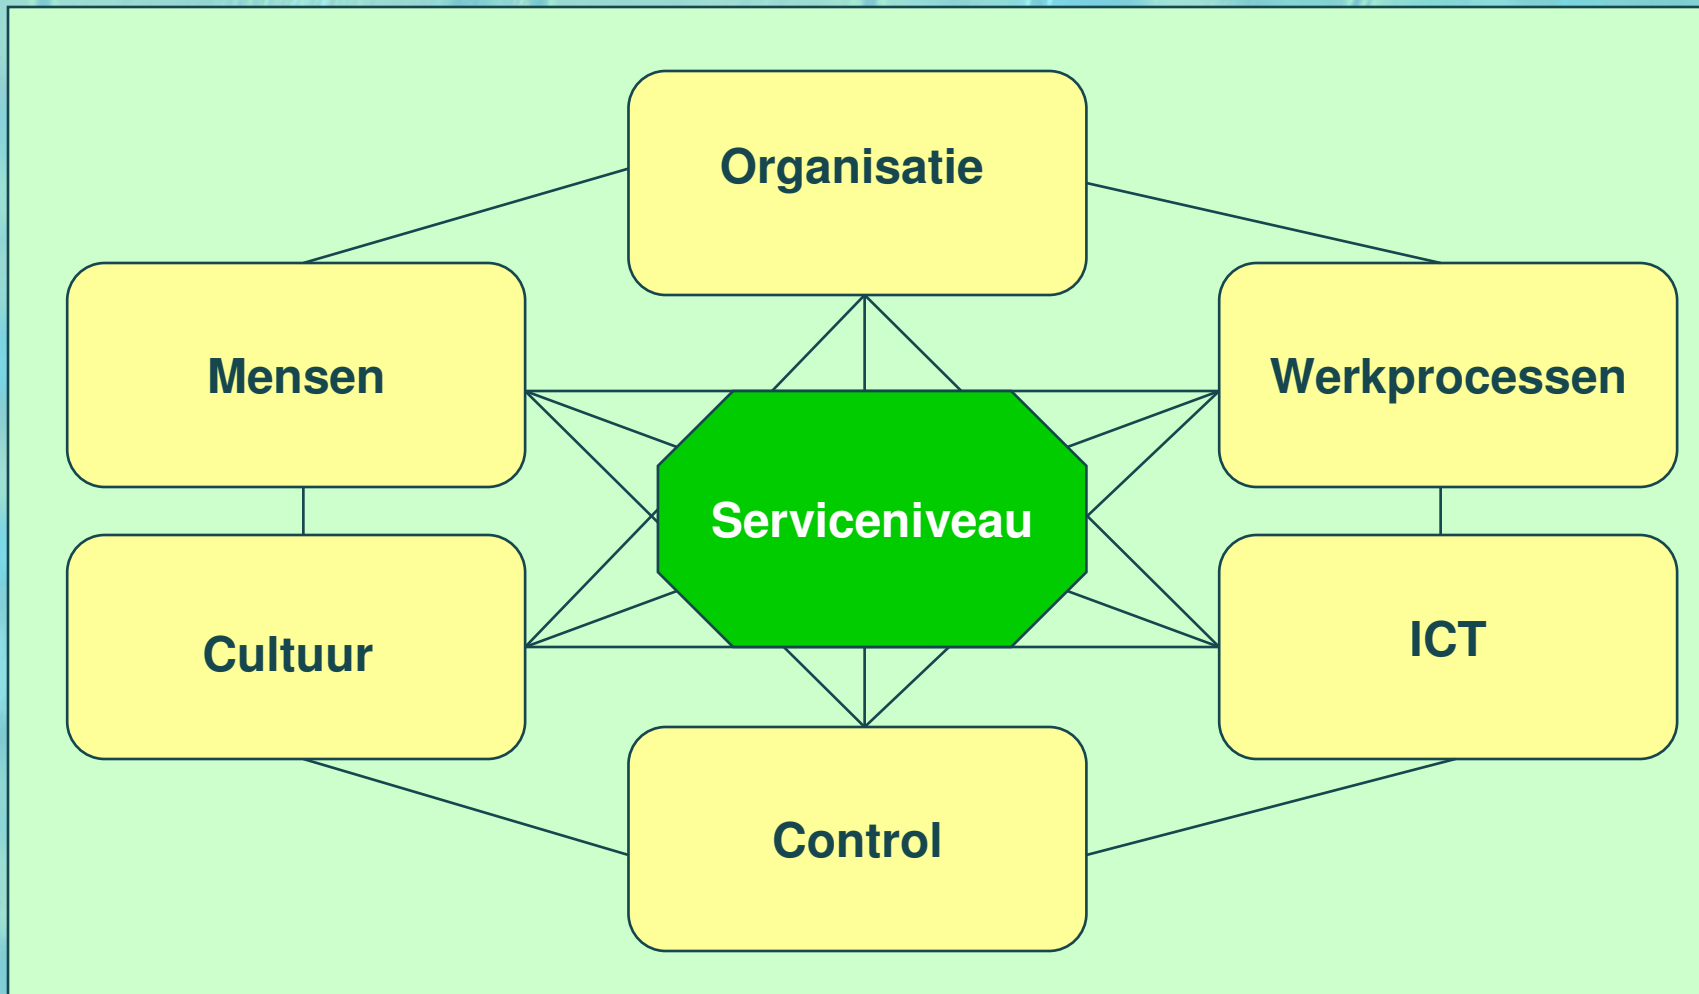 Organisatie
Mensen
Werkprocessen
Serviceniveau
Cultuur
ICT
Control